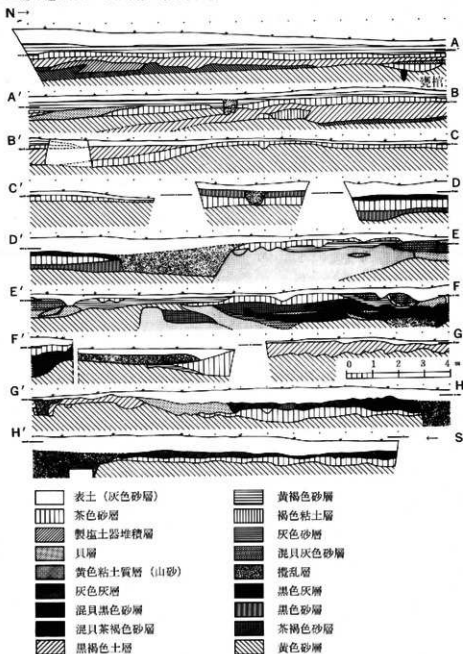 N→
A
甕棺
A′ B
B′ C
C′ D
D′ E
E′ F
F′ G
0 1 2 3 4 m
G′ H
H′ ← S
表土（灰色砂層） 黄褐色砂層
茶色砂層 褐色粘土層
製塩土器堆積層 灰色砂層
貝層 混貝灰色砂層
黄色粘土質層（山砂） 攪乱層
灰色灰層 黒色灰層
混貝黒色砂層 黒色砂層
混貝茶褐色砂層 茶褐色砂層
黒褐色土層 黄色砂層